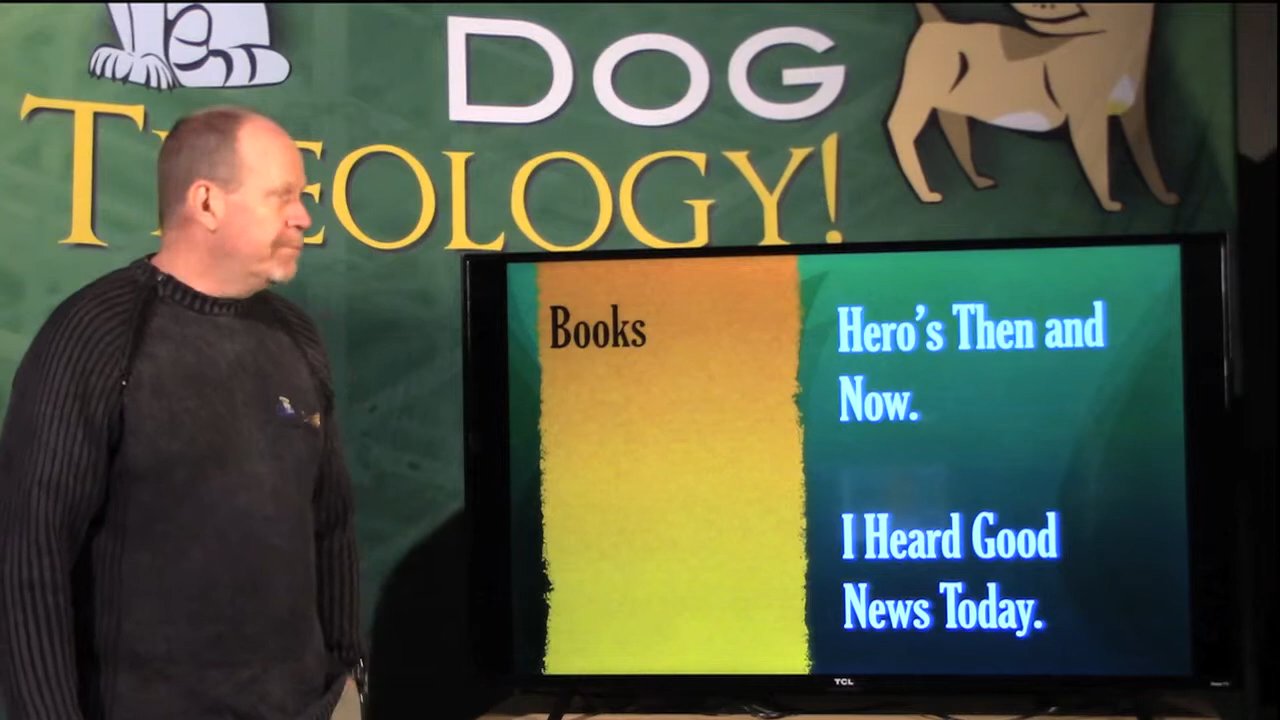 DOG
THEOLOGY!
Books
Hero's Then and
Now.
I Heard Good
News Today.
TCL